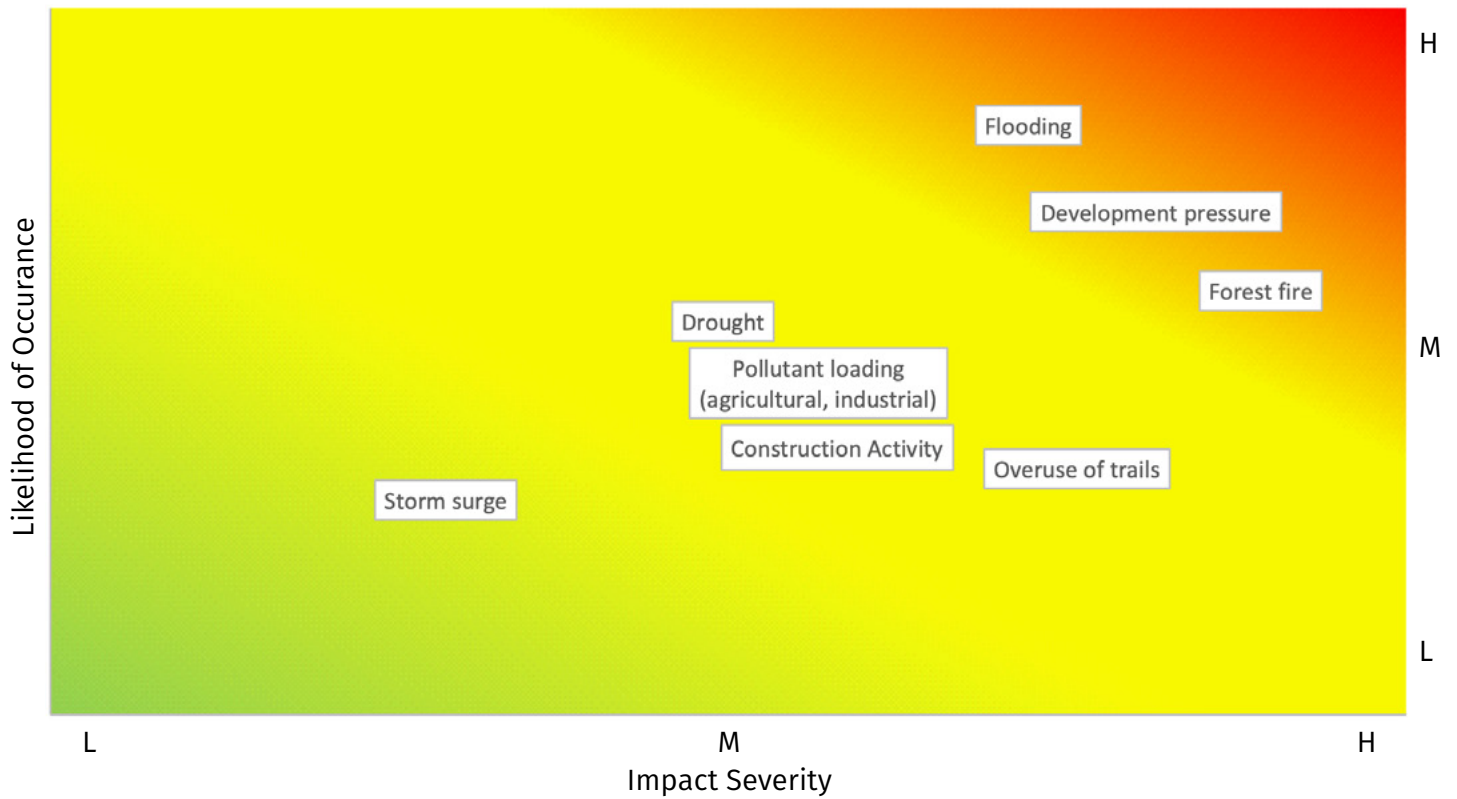 H
Flooding
Development pressure
Forest fire
Drought
M
Pollutant loading
(agricultural, industrial)
Construction Activity
Overuse of trails
Storm surge
Likelihood of Occurance
L
L
M
H
Impact Severity